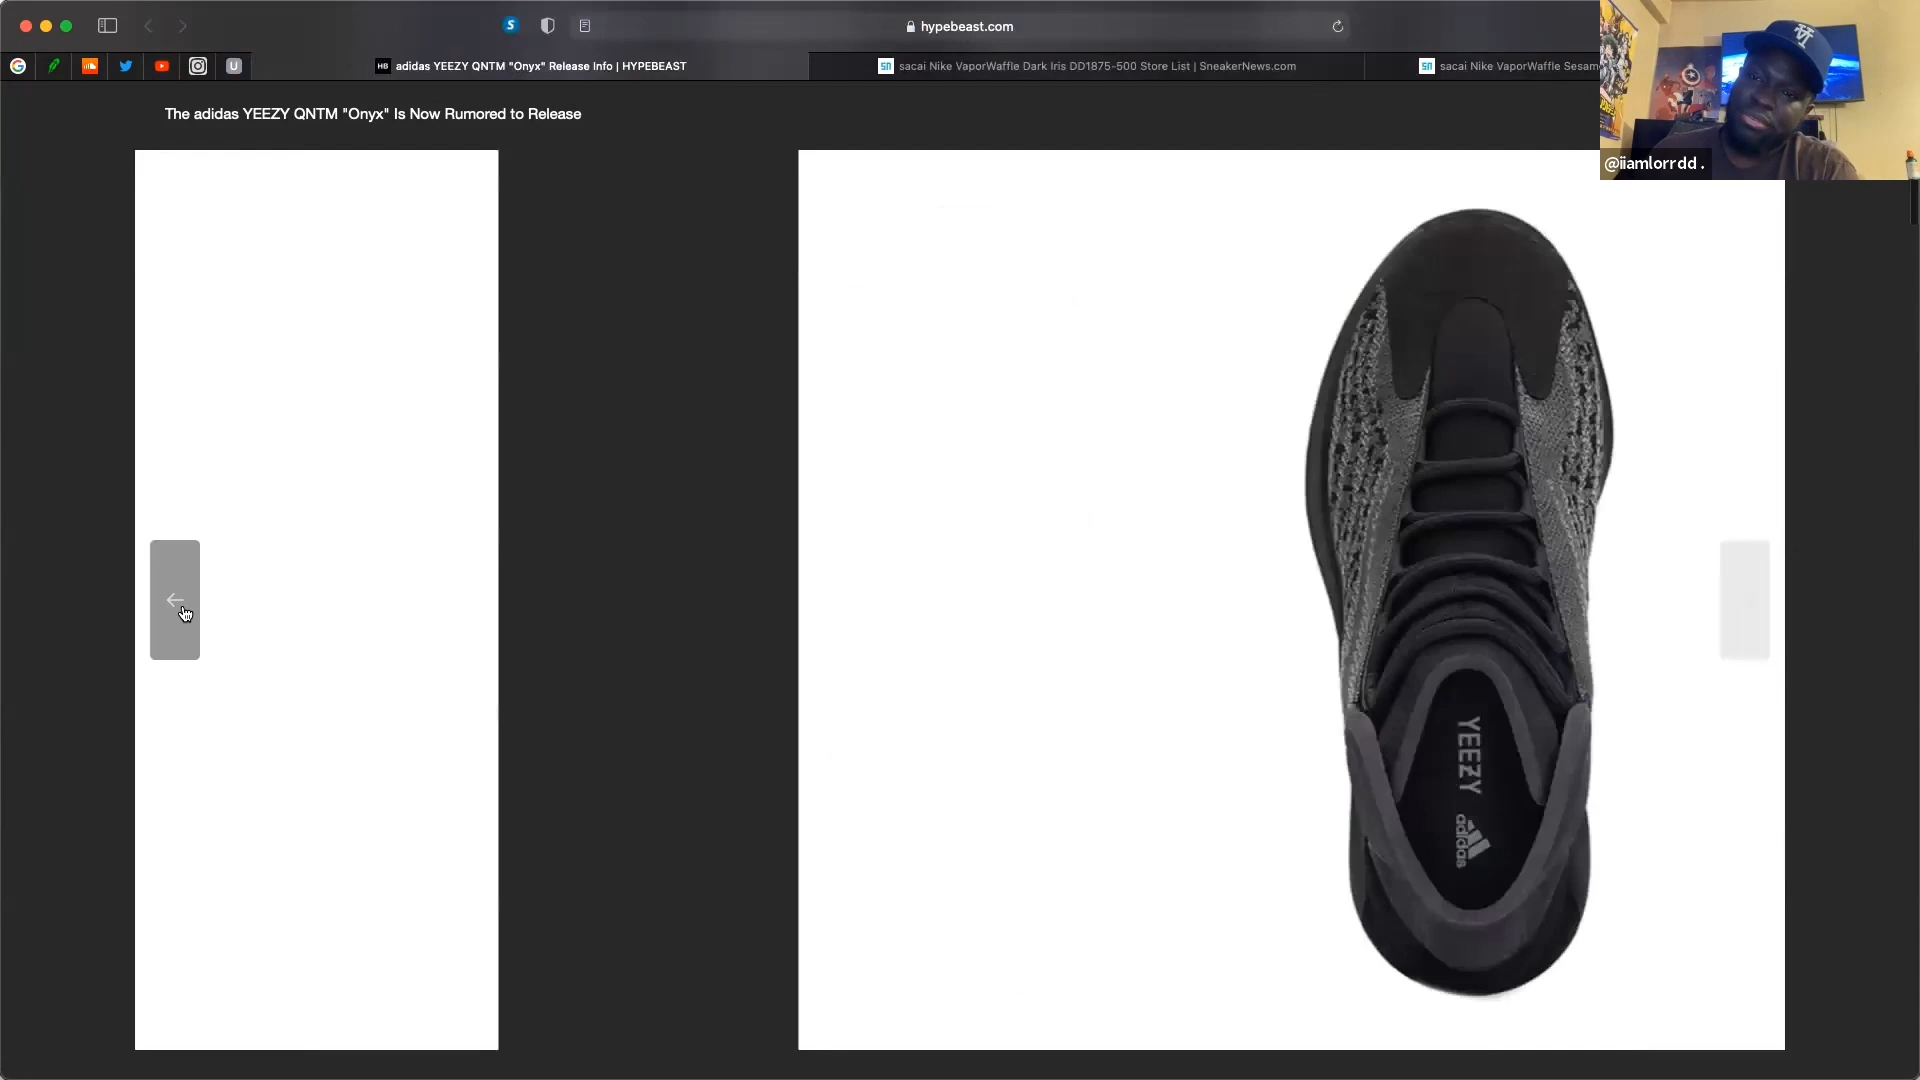 hypebeast.com
adidas YEEZY QNTM "Onyx" Release Info | HYPEBEAST
sacai Nike VaporWaffle Dark Iris DD1875-500 Store List | SneakerNews.com
sacai Nike VaporWaffle Sesam
The adidas YEEZY QNTM "Onyx" Is Now Rumored to Release
@iiamlorrdd .
YEEZY
adidas